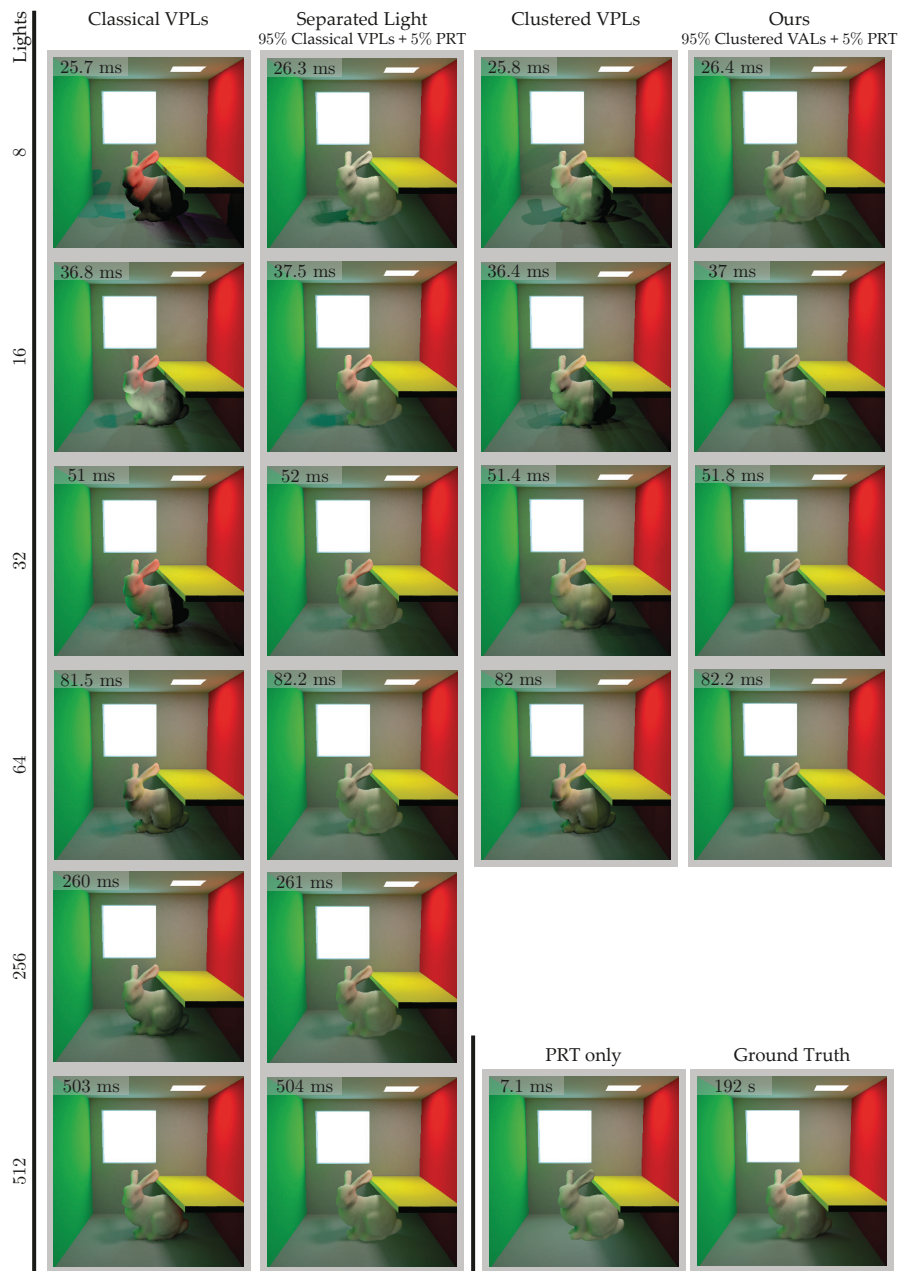 Lights
Classical VPLs
Separated Light
95% Classical VPLs + 5% PRT
Clustered VPLs
Ours
95% Clustered VALs + 5% PRT
8
25.7 ms
26.3 ms
25.8 ms
26.4 ms
16
36.8 ms
37.5 ms
36.4 ms
37 ms
32
51 ms
52 ms
51.4 ms
51.8 ms
64
81.5 ms
82.2 ms
82 ms
82.2 ms
256
260 ms
261 ms
512
503 ms
504 ms
PRT only
Ground Truth
7.1 ms
192 s